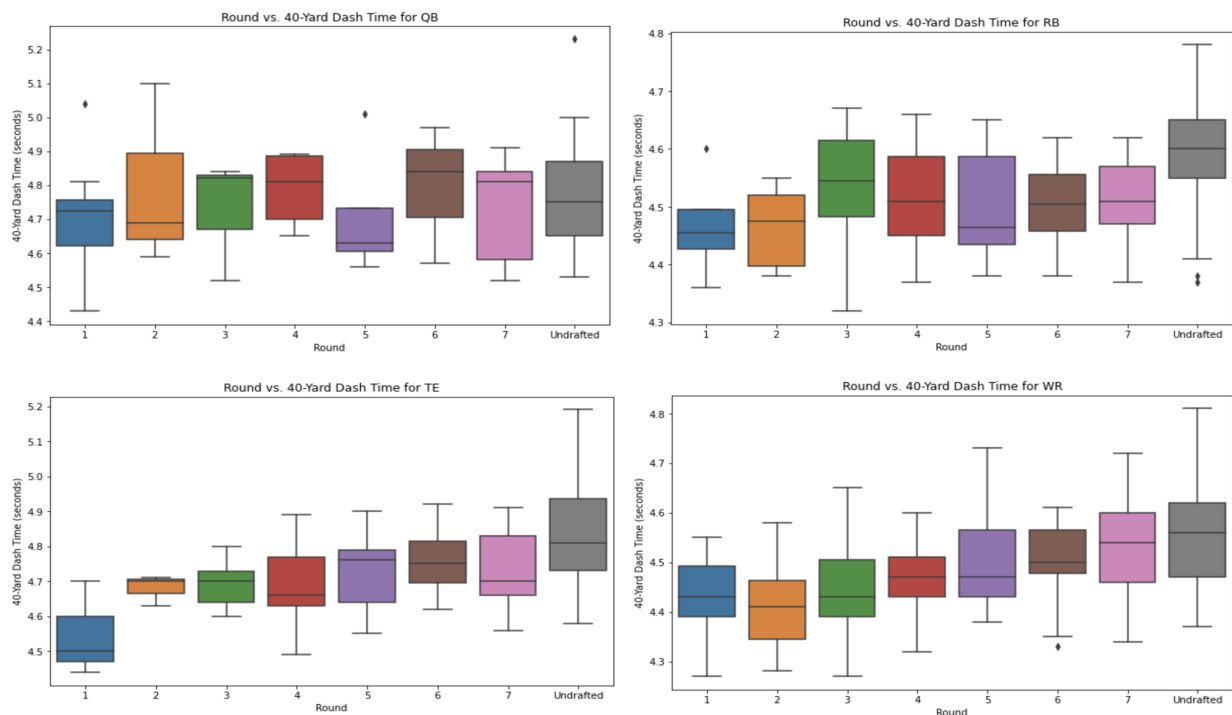 Round vs. 40-Yard Dash Time for QB
40-Yard Dash Time (seconds)
5.2
5.1
5.0
4.9
4.8
4.7
4.6
4.5
4.4
1 2 3 4 5 6 7 Undrafted
Round
Round vs. 40-Yard Dash Time for RB
40-Yard Dash Time (seconds)
4.8
4.7
4.6
4.5
4.4
4.3
1 2 3 4 5 6 7 Undrafted
Round
Round vs. 40-Yard Dash Time for TE
40-Yard Dash Time (seconds)
5.2
5.1
5.0
4.9
4.8
4.7
4.6
4.5
1 2 3 4 5 6 7 Undrafted
Round
Round vs. 40-Yard Dash Time for WR
40-Yard Dash Time (seconds)
4.8
4.7
4.6
4.5
4.4
4.3
1 2 3 4 5 6 7 Undrafted
Round